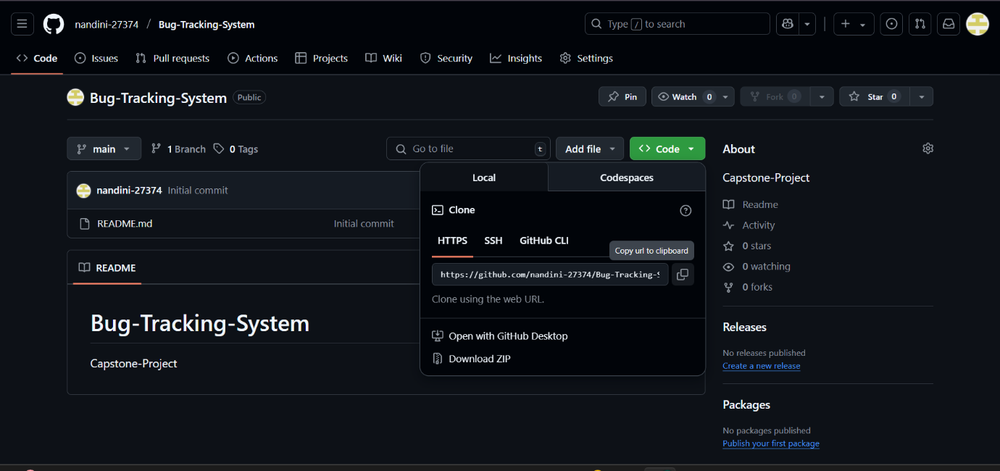 nandini-27374 / Bug-Tracking-System
Type / to search
Code Issues Pull requests Actions Projects Wiki Security Insights Settings
Bug-Tracking-System Public
Pin Watch 0 Fork 0 Star 0
main 1 Branch 0 Tags
Go to file t Add file Code
nandini-27374 Initial commit
README.md Initial commit
README
Bug-Tracking-System
Capstone-Project
Local Codespaces
Clone
HTTPS SSH GitHub CLI
Copy url to clipboard
https://github.com/nandini-27374/Bug-Tracking-S
Clone using the web URL.
Open with GitHub Desktop
Download ZIP
About
Capstone-Project
Readme
Activity
0 stars
0 watching
0 forks
Releases
No releases published
Create a new release
Packages
No packages published
Publish your first package